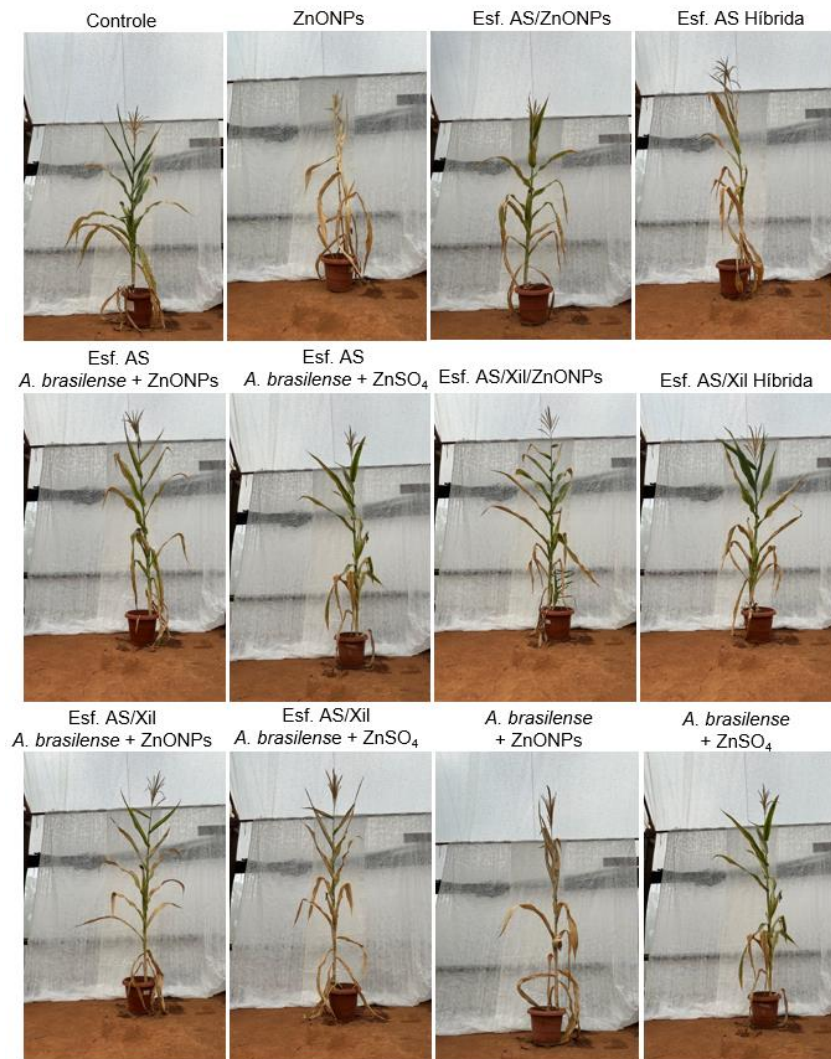 Controle
ZnONPs
Esf. AS/ZnONPs
Esf. AS Híbrida
Esf. AS
A. brasilense + ZnONPs
Esf. AS
A. brasilense + ZnSO₄
Esf. AS/Xil/ZnONPs
Esf. AS/Xil Híbrida
Esf. AS/Xil
A. brasilense + ZnONPs
Esf. AS/Xil
A. brasilense + ZnSO₄
A. brasilense
+ ZnONPs
A. brasilense
+ ZnSO₄